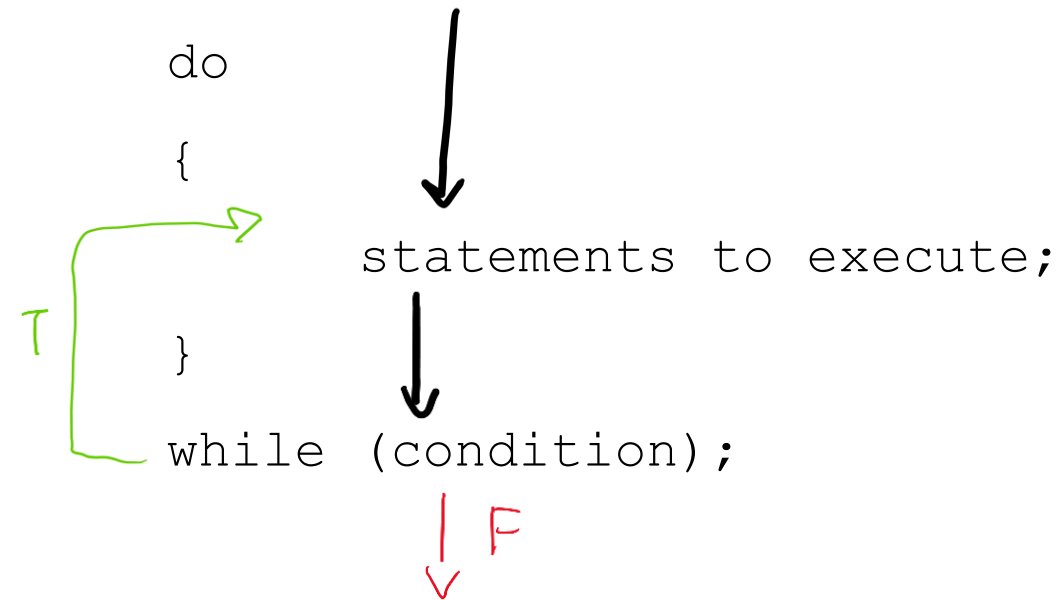 do
{
statements to execute;
T
}
while (condition);
F